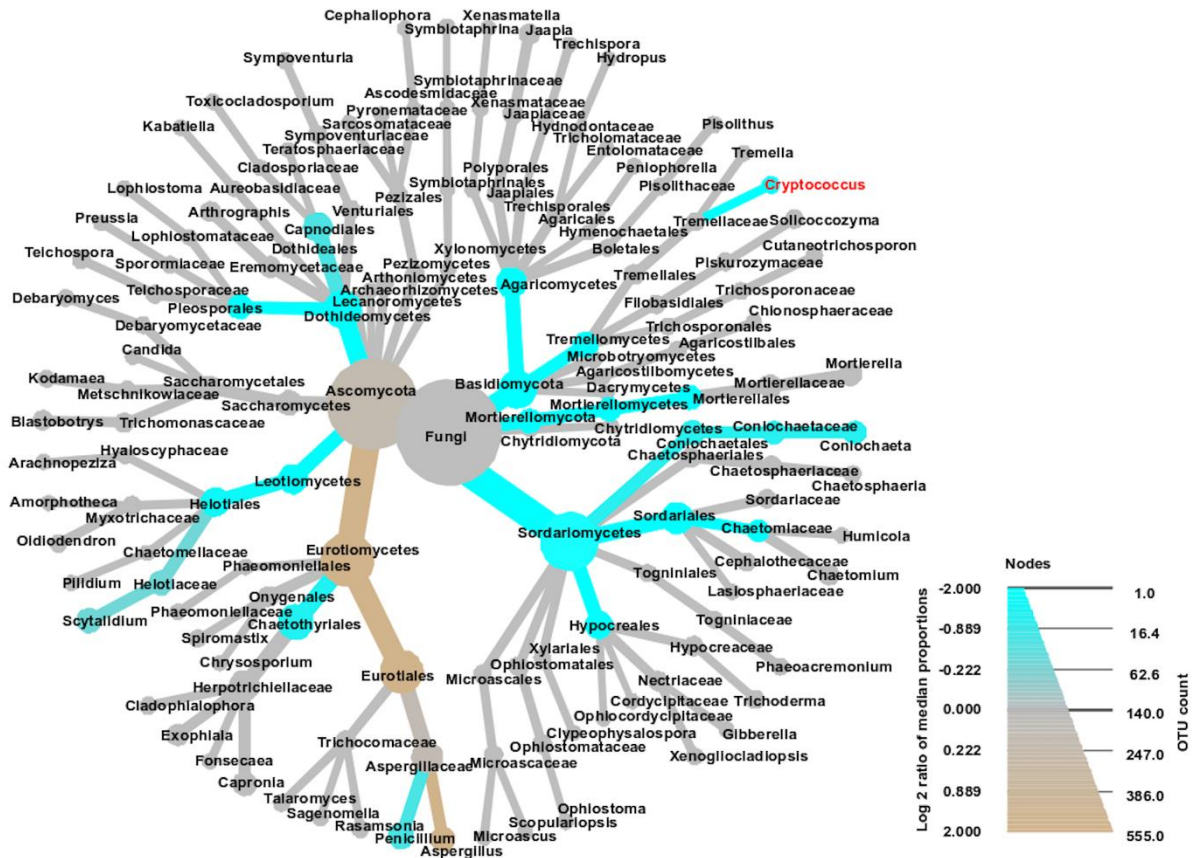 Cephaliophora
Xenasmatella
Symbiotaphrina
Jaapia
Trechispora
Hydropus
Sympoventuria
Symbiotaphrinaceae
Ascodesmidaceae
Toxicocladosporium
Pyronemataceae
Xenasmataceae
Jaapiaceae
Kabatiella
Sarcosomataceae
Hydnodontaceae
Pisolithus
Sympoventuriaceae
Tricholomataceae
Teratosphaeriaceae
Entolomataceae
Tremella
Cladosporiaceae
Polyporales
Peniophorella
Lophiostoma
Aureobasidiaceae
Symbiotaphrinales
Pisolithaceae
Cryptococcus
Pezizales
Jaapiales
Preussia
Arthrographis
Venturiales
Trechisporales
Tremellaceae
Solicoccozyma
Capnodiales
Agaricales
Lophiostomataceae
Hymenochaetales
Teichospora
Dothideales
Xylonomycetes
Boletales
Cutaneotrichosporon
Sporormiaceae
Eremomycetaceae
Pezizomycetes
Piskurozymaceae
Arthoniomycetes
Tremellales
Teichosporaceae
Archaeorhizomycetes
Agaricomycetes
Trichosporonaceae
Debaryomyces
Pleosporales
Lecanoromycetes
Filobasidiales
Chionosphaeraceae
Dothideomycetes
Debaryomycetaceae
Trichosporonales
Tremellomycetes
Agaricostilbales
Candida
Microbotryomycetes
Mortierella
Agaricostilbomycetes
Kodamaea
Saccharomycetales
Ascomycota
Basidiomycota
Dacrymycetes
Mortierellaceae
Metschnikowiaceae
Mortierellomycetes
Mortierellales
Saccharomycetes
Mortierellomycota
Blastobotrys
Trichomonascaceae
Chytridiomycetes
Coniochaetaceae
Fungi
Chytridiomycota
Coniochaetales
Coniochaeta
Hyaloscyphaceae
Chaetosphaeriales
Arachnopeziza
Chaetosphaeriaceae
Leotiomycetes
Chaetosphaeria
Amorphotheca
Helotiales
Sordariaceae
Myxotrichaceae
Sordariales
Chaetomiaceae
Oidiodendron
Sordariomycetes
Humicola
Chaetomellaceae
Eurotiomycetes
Cephalothecaceae
Phaeomoniellales
Togniniales
Chaetomium
Pilidium
Helotiaceae
Lasiosphaeriaceae
Onygenales
Phaeomoniellaceae
Scytalidium
Chaetothyriales
Hypocreales
Togniniaceae
Spiromastix
Xylariales
Hypocreaceae
Chrysosporium
Ophiostomatales
Phaeoacremonium
Eurotiales
Microascales
Nectriaceae
Herpotrichiellaceae
Cordycipitaceae
Trichoderma
Cladophialophora
Ophiocordycipitaceae
Clypeophysalospora
Gibberella
Exophiala
Trichocomaceae
Ophiostomataceae
Xenogliocladiopsis
Fonsecaea
Aspergillaceae
Microascaceae
Capronia
Talaromyces
Ophiostoma
Sagenomella
Scopulariopsis
Rasamsonia
Penicillium
Microascus
Aspergillus
Nodes
-2.000
1.0
-0.889
16.4
-0.222
62.6
0.000
140.0
0.222
247.0
0.889
386.0
2.000
555.0
Log 2 ratio of median proportions
OTU count